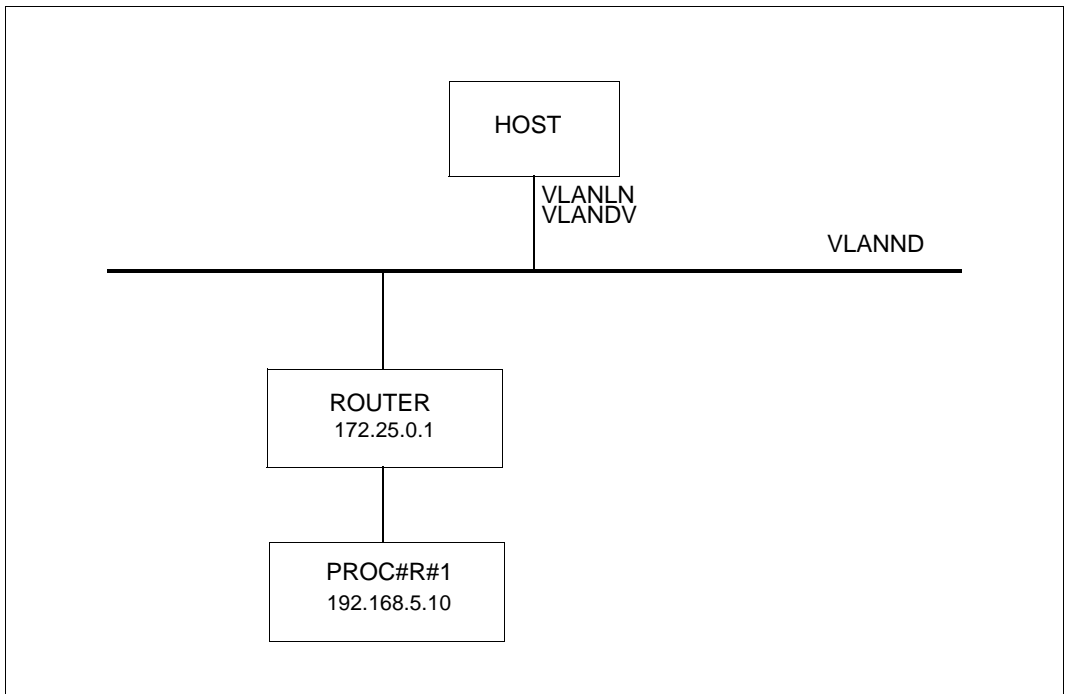 HOST
VLANLN
VLANDV
VLANND
ROUTER
172.25.0.1
PROC#R#1
192.168.5.10